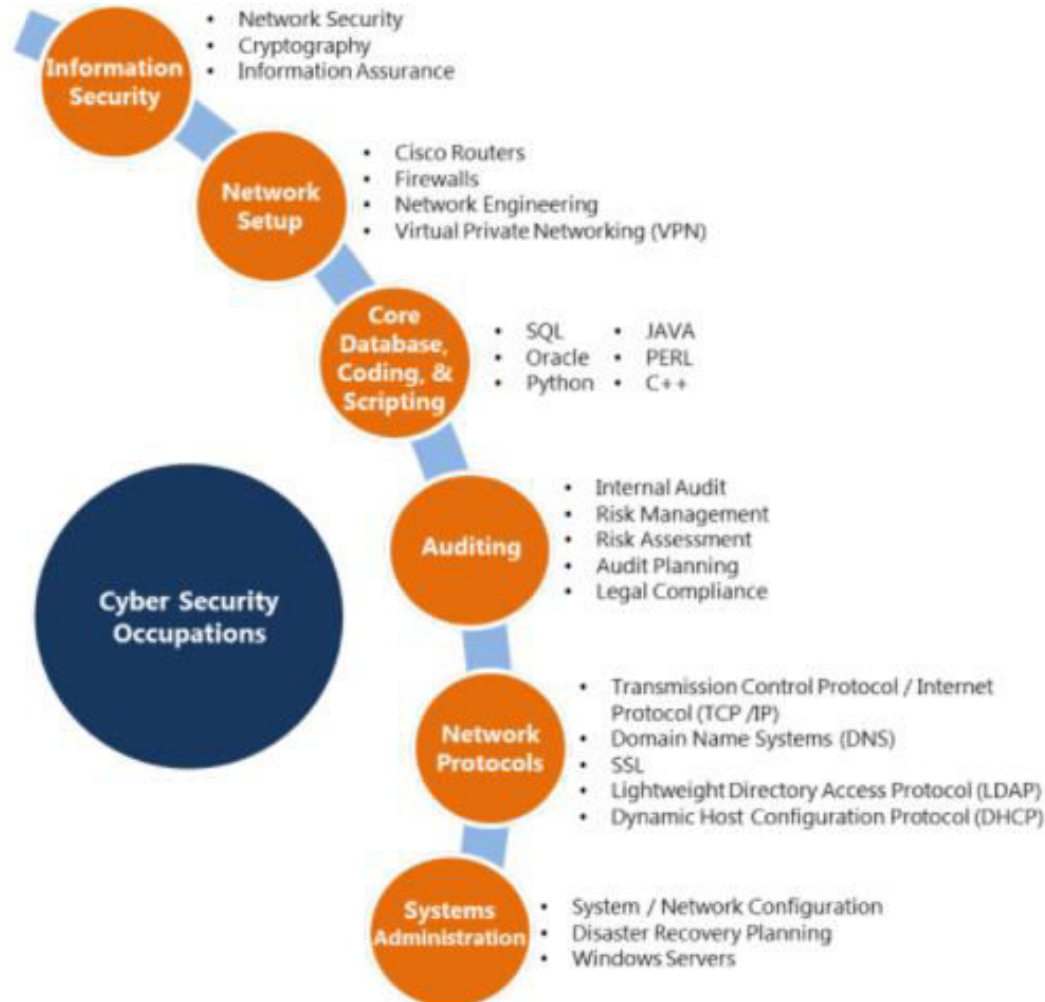 Information
Security
• Network Security
• Cryptography
• Information Assurance
Network
Setup
• Cisco Routers
• Firewalls
• Network Engineering
• Virtual Private Networking (VPN)
Core
Database,
Coding, &
Scripting
• SQL
• Oracle
• Python
• JAVA
• PERL
• C++
Auditing
• Internal Audit
• Risk Management
• Risk Assessment
• Audit Planning
• Legal Compliance
Cyber Security
Occupations
Network
Protocols
• Transmission Control Protocol / Internet
Protocol (TCP /IP)
• Domain Name Systems (DNS)
• SSL
• Lightweight Directory Access Protocol (LDAP)
• Dynamic Host Configuration Protocol (DHCP)
Systems
Administration
• System / Network Configuration
• Disaster Recovery Planning
• Windows Servers